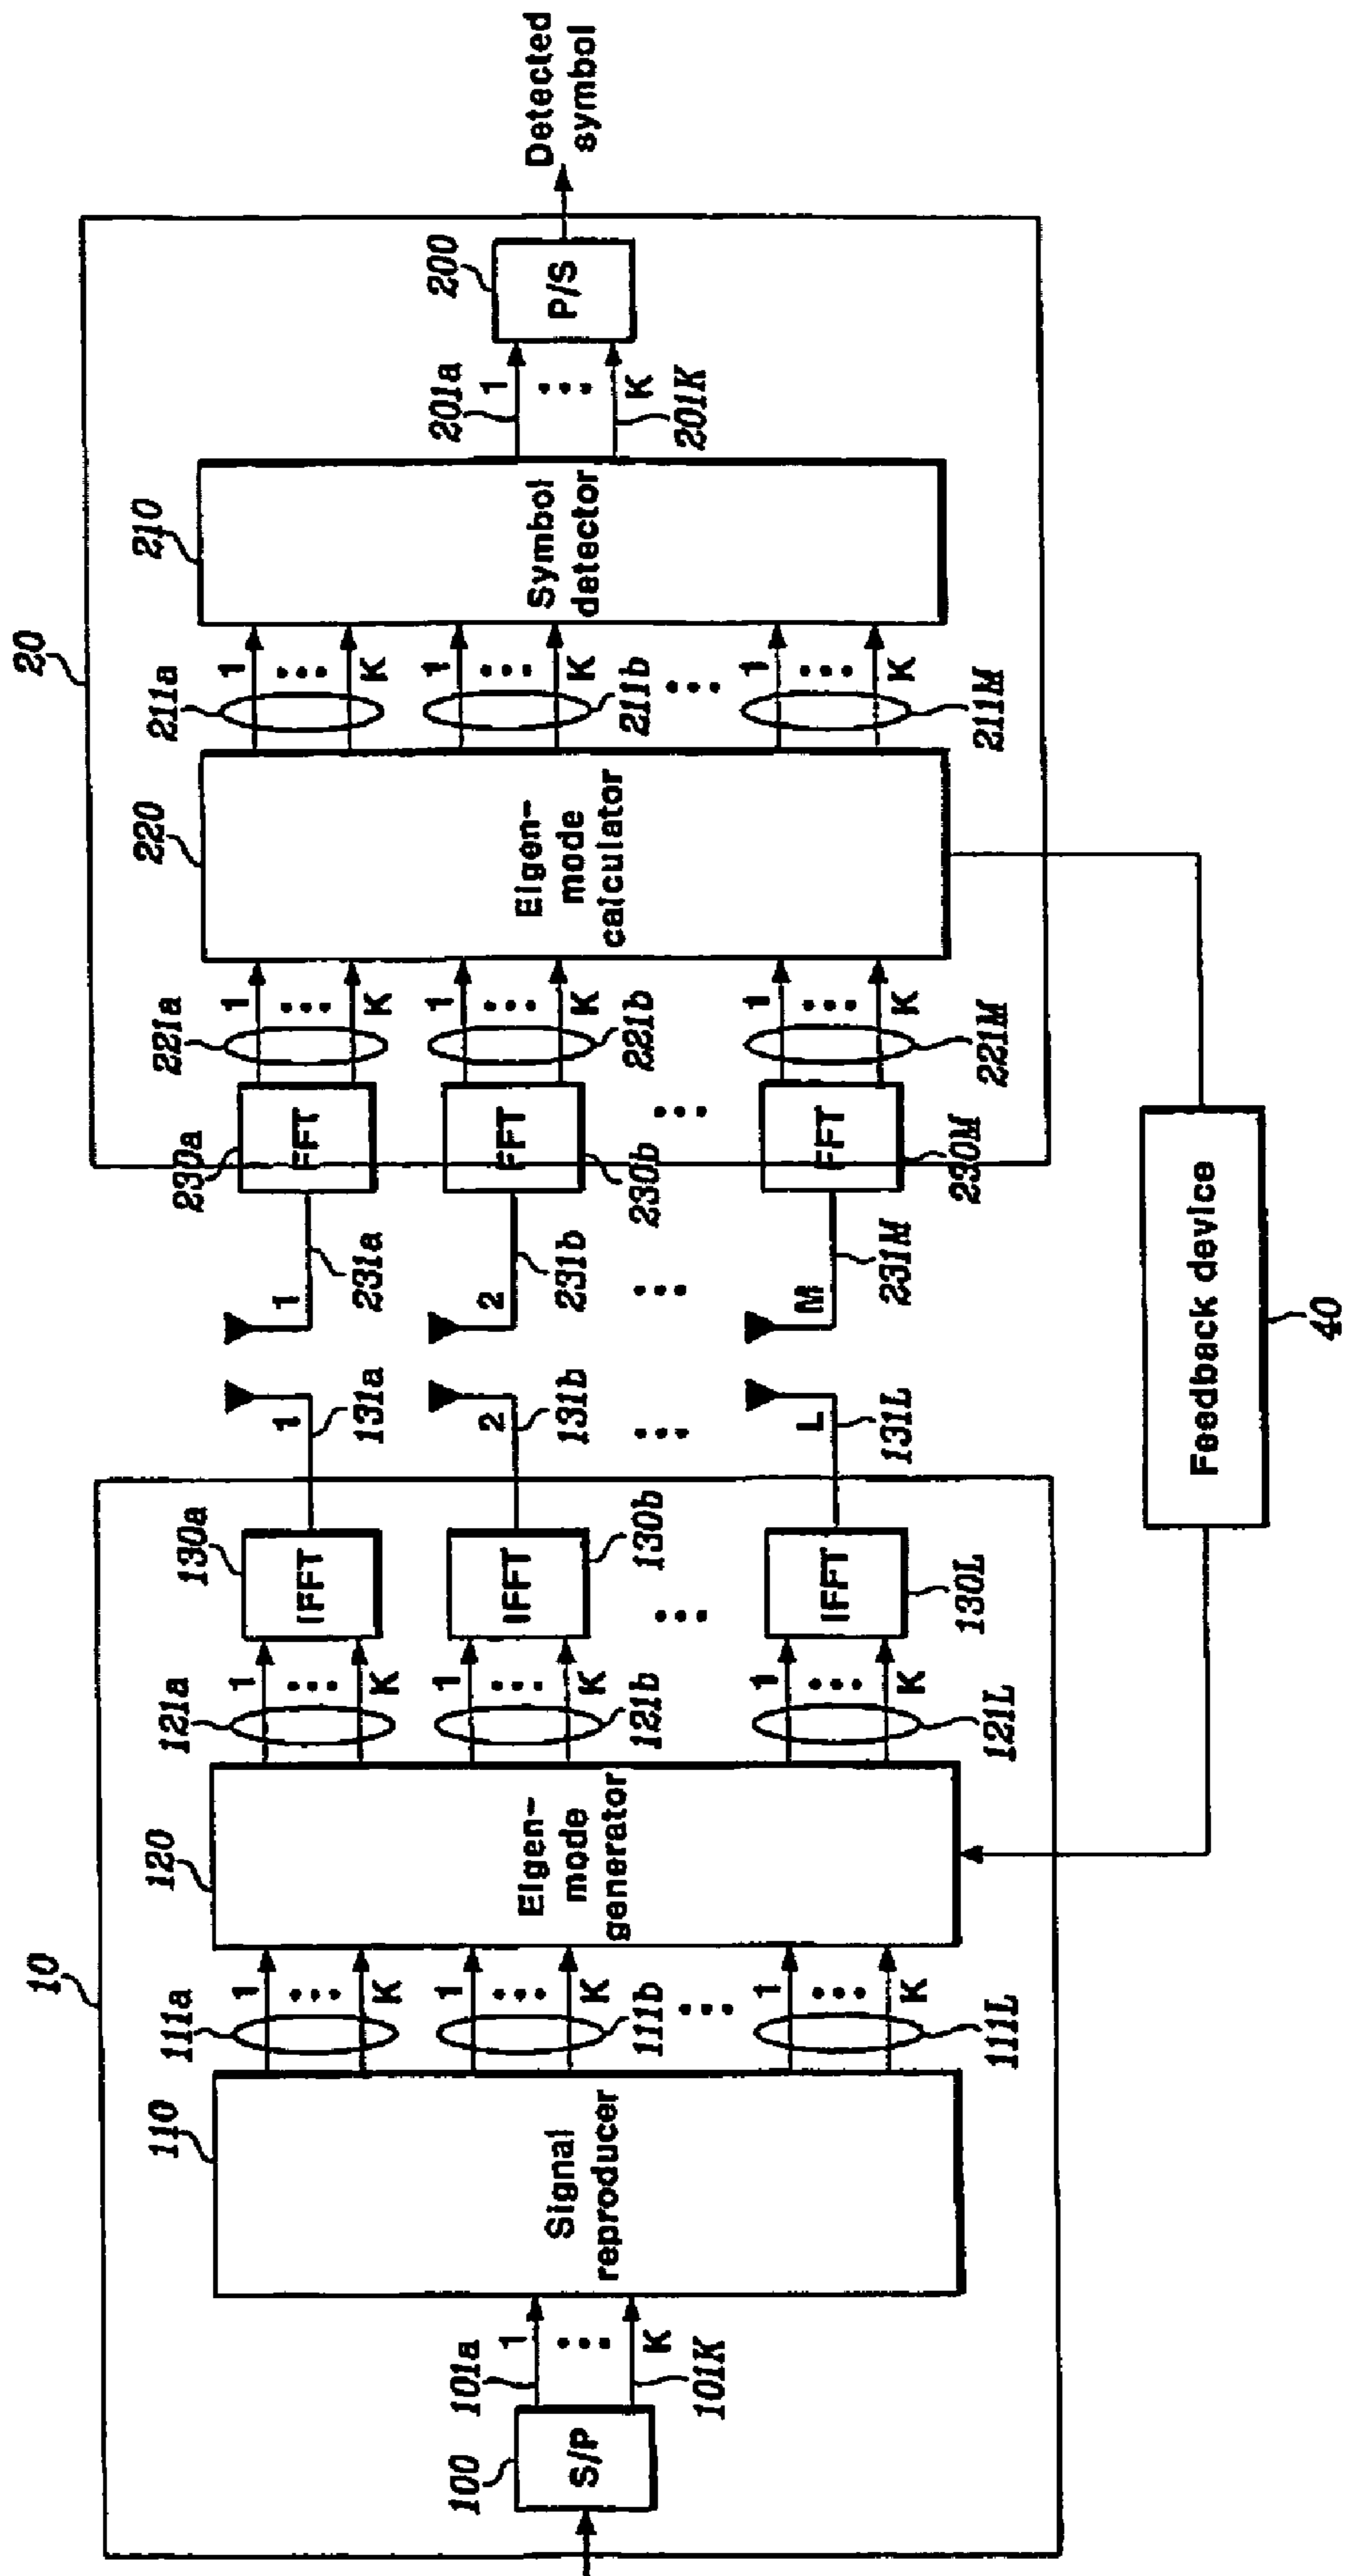 10
100
S/P
101a
1
K
101K
110
Signal
reproducer
111a
1
K
1
K
111b
1
K
111L
120
Eigen-
mode
generator
121a
1
K
1
K
121b
1
K
121L
130a
IFFT
IFFT
130b
IFFT
130L
1
131a
2
131b
L
131L
1
231a
2
231b
M
231M
20
230a
FFT
FFT
230b
FFT
230M
221a
1
K
1
K
221b
1
K
221M
220
Eigen-
mode
calculator
211a
1
K
1
K
211b
1
K
211M
210
Symbol
detector
201a
1
K
201K
200
P/S
Detected
symbol
Feedback device
40